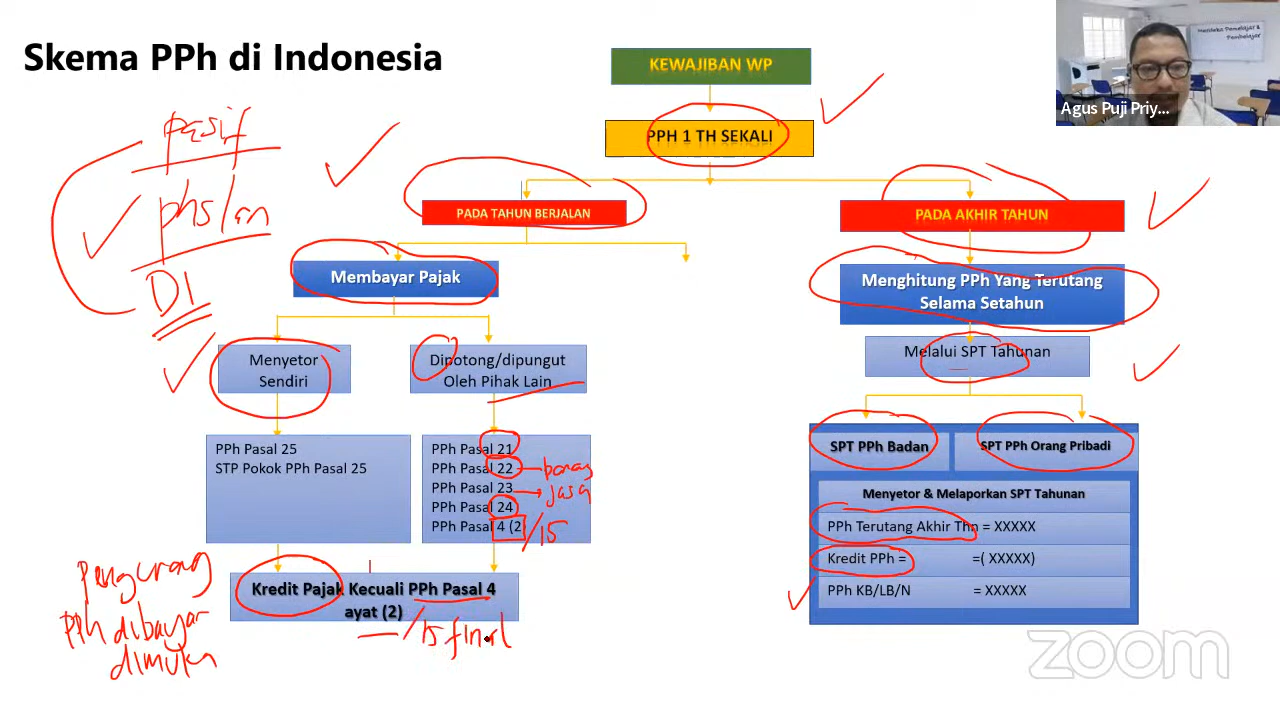 Skema PPh di Indonesia
Merdeka
Agus Puji Priy...
KEWAJIBAN WP
PPH 1 TH SEKALI
pasif
DI
PADA TAHUN BERJALAN
PADA AKHIR TAHUN
Membayar Pajak
Menghitung PPh Yang Terutang
Selama Setahun
Menyetor
Sendiri
Dipotong/dipungut
Oleh Pihak Lain
Melalui SPT Tahunan
PPh Pasal 25
STP Pokok PPh Pasal 25
PPh Pasal 21
PPh Pasal 22 barang
PPh Pasal 23 jasa
PPh Pasal 24
PPh Pasal 4 (2 /15
SPT PPh Badan
SPT PPh Orang Pribadi
Menyetor & Melaporkan SPT Tahunan
PPh Terutang Akhir Thn = XXXXX
Kredit PPh = =( XXXXX)
PPh KB/LB/N = XXXXX
Kredit Pajak Kecuali PPh Pasal 4
ayat (2)
/15 final
Pengurang
PPh dibayar
dimuka
zoom